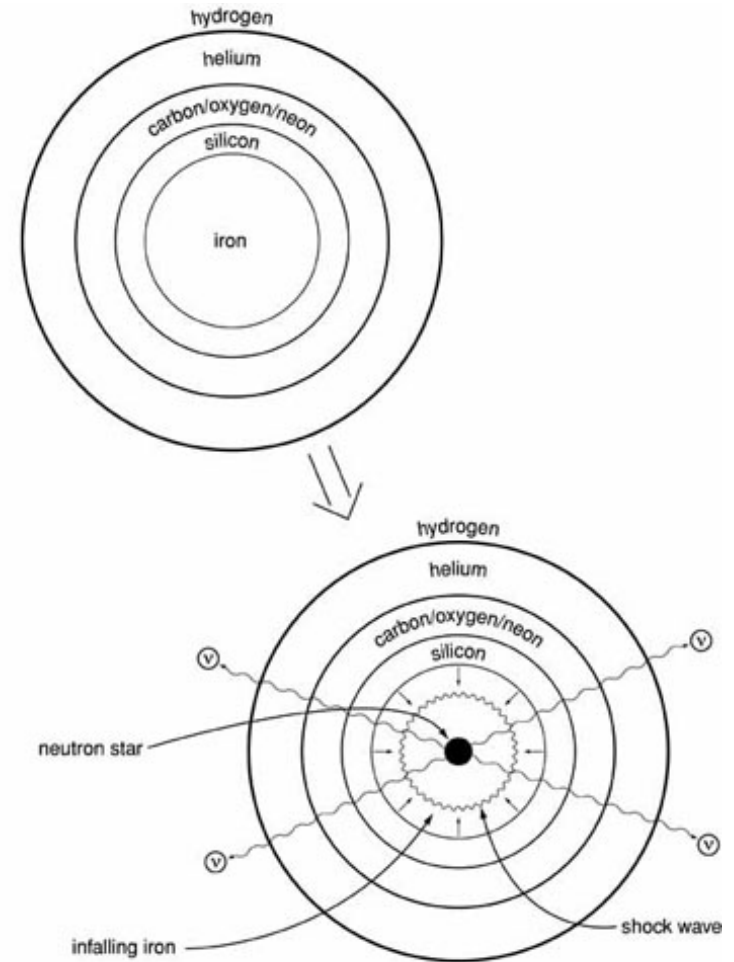 hydrogen
helium
carbon/oxygen/neon
silicon
iron
hydrogen
helium
carbon/oxygen/neon
silicon
ν
ν
neutron star
ν
ν
shock wave
infalling iron